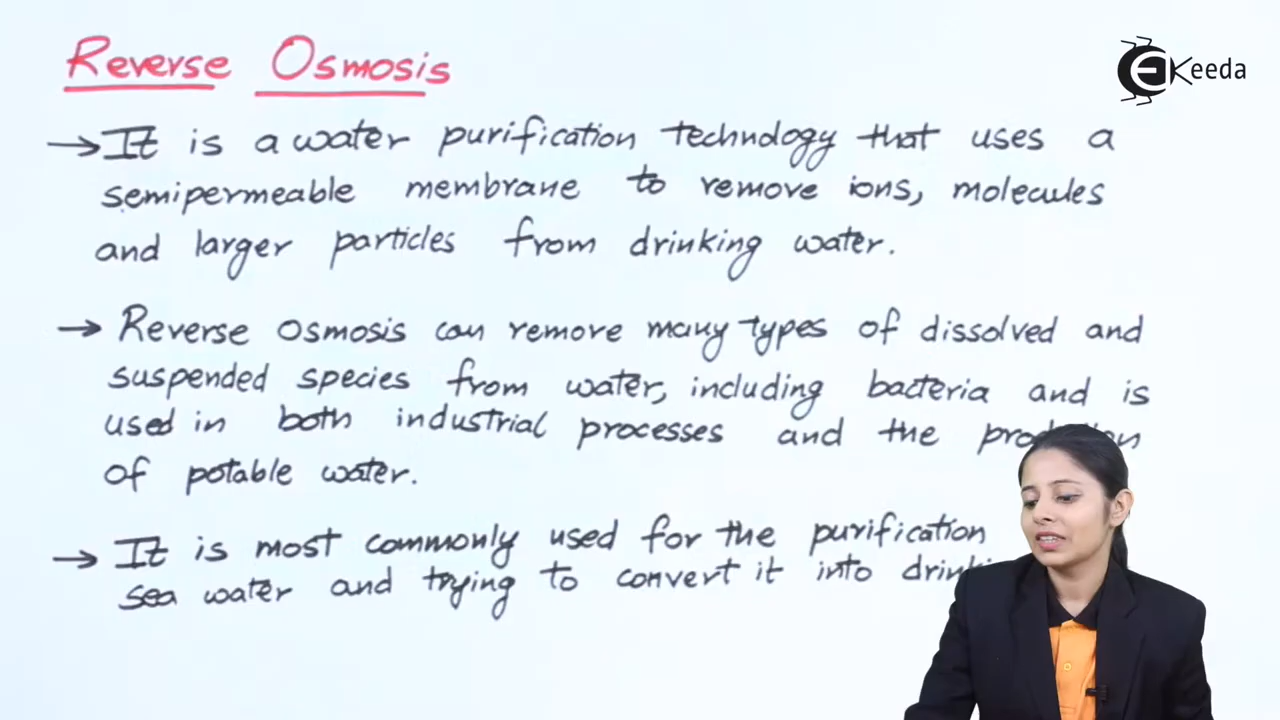 Reverse Osmosis
EKeeda
→ It is a water purification technology that uses a
semipermeable membrane to remove ions, molecules
and larger particles from drinking water.
→ Reverse Osmosis can remove many types of dissolved and
suspended species from water, including bacteria and is
used in both industrial processes and the
of potable water.
→ It is most commonly used for the purification
sea water and trying to convert it into